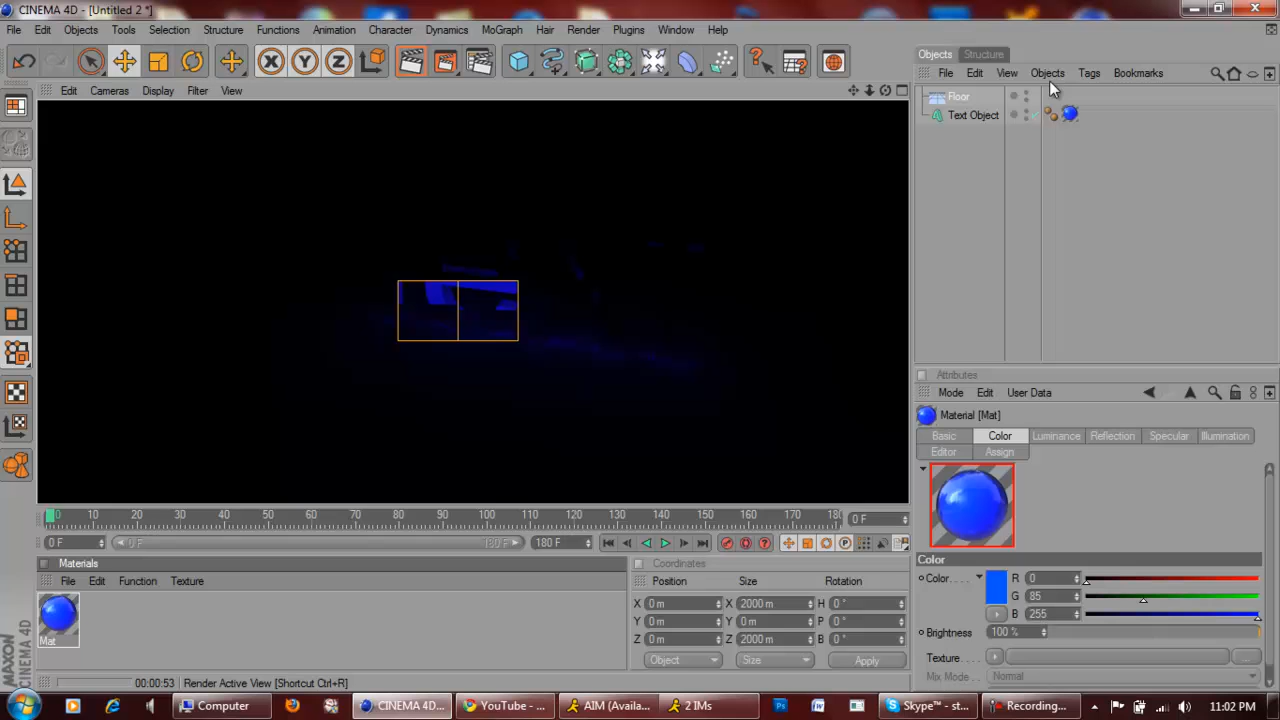 CINEMA 4D - [Untitled 2 *]
File Edit Objects Tools Selection Structure Functions Animation Character Dynamics MoGraph Hair Render Plugins Window Help
Objects Structure
File Edit View Objects Tags Bookmarks
Edit Cameras Display Filter View
Floor
Text Object
Attributes
Mode Edit User Data
Material [Mat]
Basic Color Luminance Reflection Specular Illumination
Editor Assign
0 10 20 30 40 50 60 70 80 90 100 110 120 130 140 150 160 170 180 0 F
0 F 0 F 180 F 180 F
Color
Color. . . . R 0
G 85
B 255
Brightness 100 %
Texture. . . . . ...
Mix Mode . . . Normal
Materials
File Edit Function Texture
Mat
Coordinates
Position Size Rotation
X 0 m X 2000 m H 0 °
Y 0 m Y 0 m P 0 °
Z 0 m Z 2000 m B 0 °
Object Size Apply
MAXON CINEMA 4D
00:00:53 Render Active View [Shortcut Ctrl+R]
Computer CINEMA 4D... YouTube - ... AIM (Availa... 2 IMs Skype™ - st... Recording... 11:02 PM